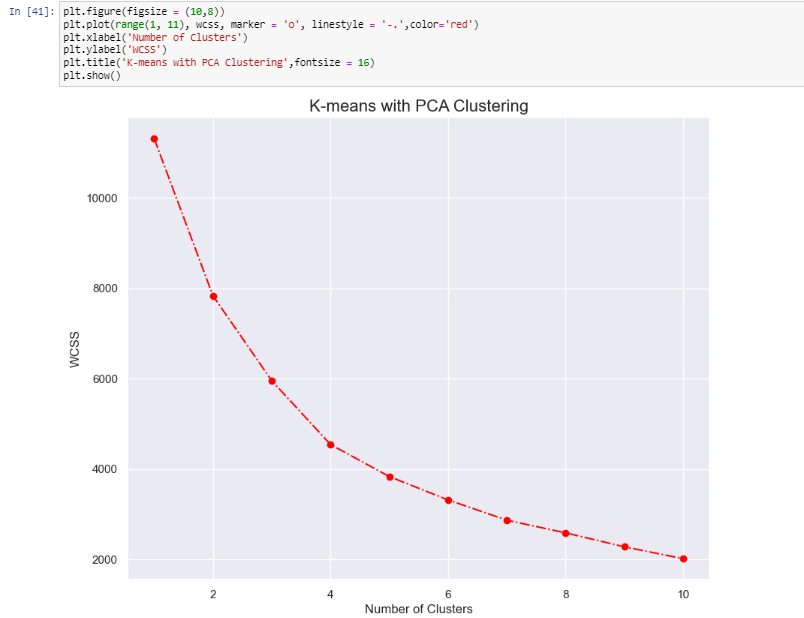 In [41]: plt.figure(figsize = (10,8))
plt.plot(range(1, 11), wcss, marker = 'o', linestyle = '-.',color='red')
plt.xlabel('Number of Clusters')
plt.ylabel('WCSS')
plt.title('K-means with PCA Clustering',fontsize = 16)
plt.show()
K-means with PCA Clustering
10000
8000
6000
4000
2000
WCSS
2 4 6 8 10
Number of Clusters